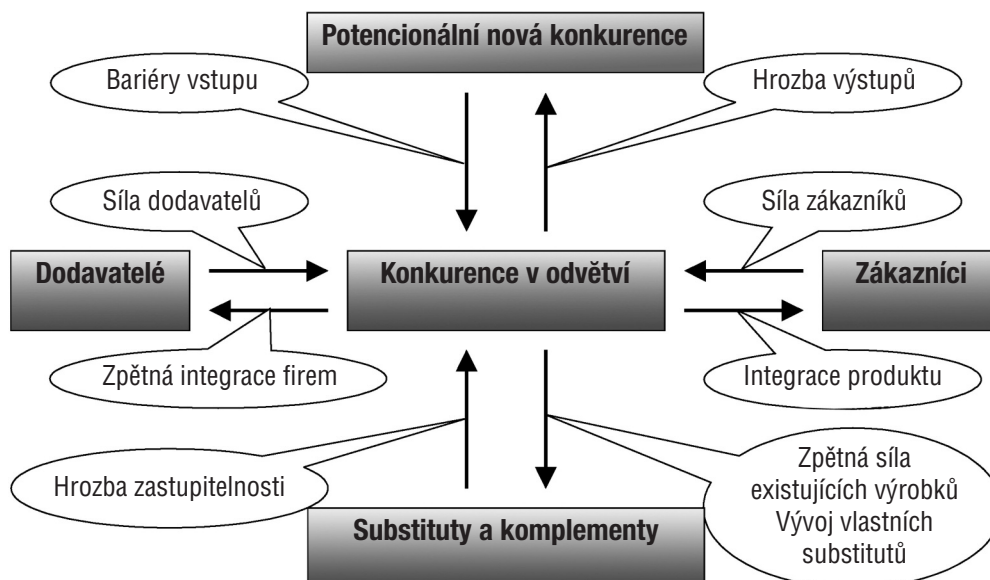 Potencionální nová konkurence
Bariéry vstupu
Hrozba výstupů
Síla dodavatelů
Síla zákazníků
Dodavatelé
Konkurence v odvětví
Zákazníci
Zpětná integrace firem
Integrace produktu
Hrozba zastupitelnosti
Zpětná síla
existujících výrobků
Vývoj vlastních
substitutů
Substituty a komplementy